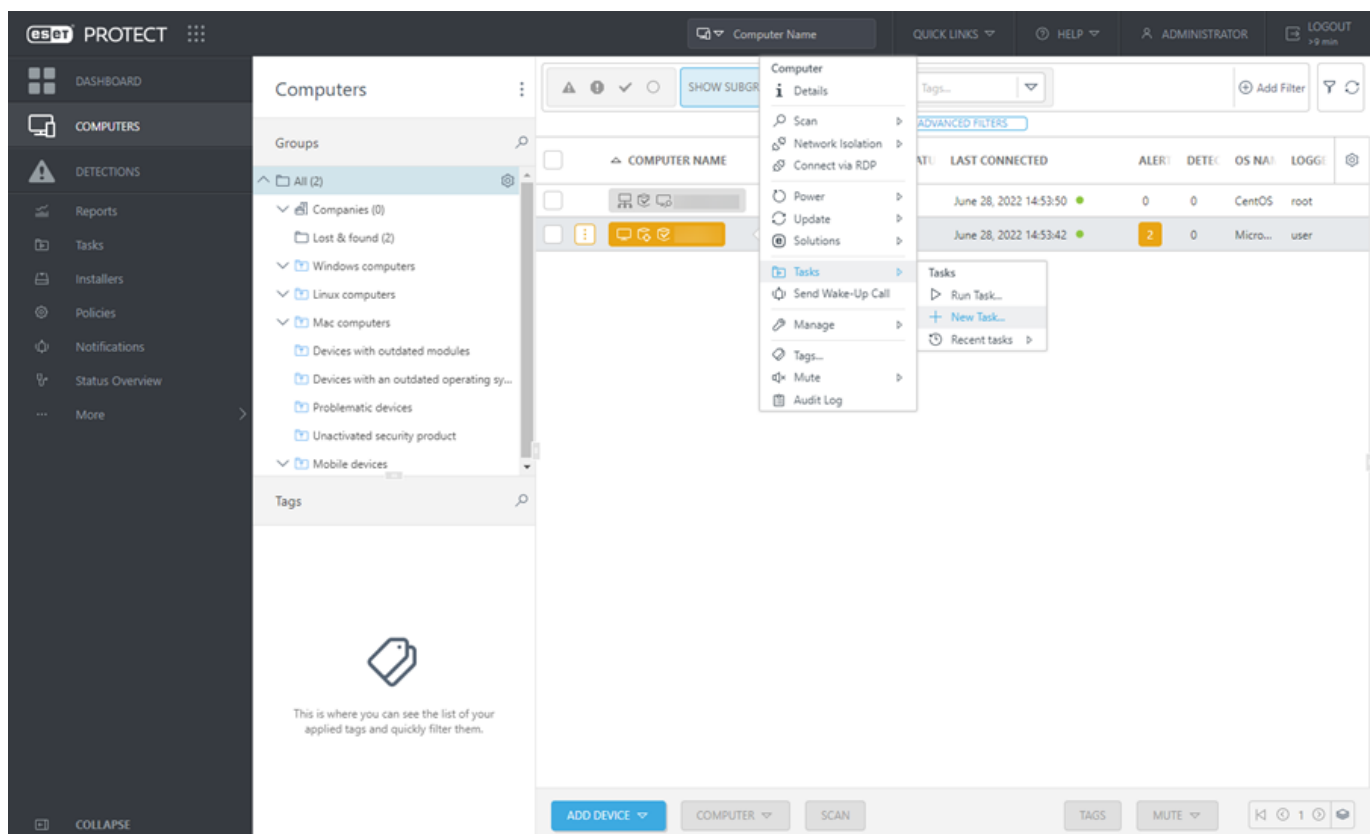 eset PROTECT
Computer Name
QUICK LINKS
HELP
ADMINISTRATOR
LOGOUT
>9 min
DASHBOARD
COMPUTERS
DETECTIONS
Reports
Tasks
Installers
Policies
Notifications
Status Overview
More
COLLAPSE
Computers
Groups
All (2)
Companies (0)
Lost & found (2)
Windows computers
Linux computers
Mac computers
Devices with outdated modules
Devices with an outdated operating sy...
Problematic devices
Unactivated security product
Mobile devices
Tags
This is where you can see the list of your
applied tags and quickly filter them.
SHOW SUBGR
Tags...
Add Filter
ADVANCED FILTERS
COMPUTER NAME
ATU
LAST CONNECTED
ALERT
DETEC
OS NAM
LOGGE
June 28, 2022 14:53:50
0
0
CentOS
root
June 28, 2022 14:53:42
2
0
Micro...
user
Computer
Details
Scan
Network Isolation
Connect via RDP
Power
Update
Solutions
Tasks
Send Wake-Up Call
Manage
Tags...
Mute
Audit Log
Tasks
Run Task...
New Task...
Recent tasks
ADD DEVICE
COMPUTER
SCAN
TAGS
MUTE
1